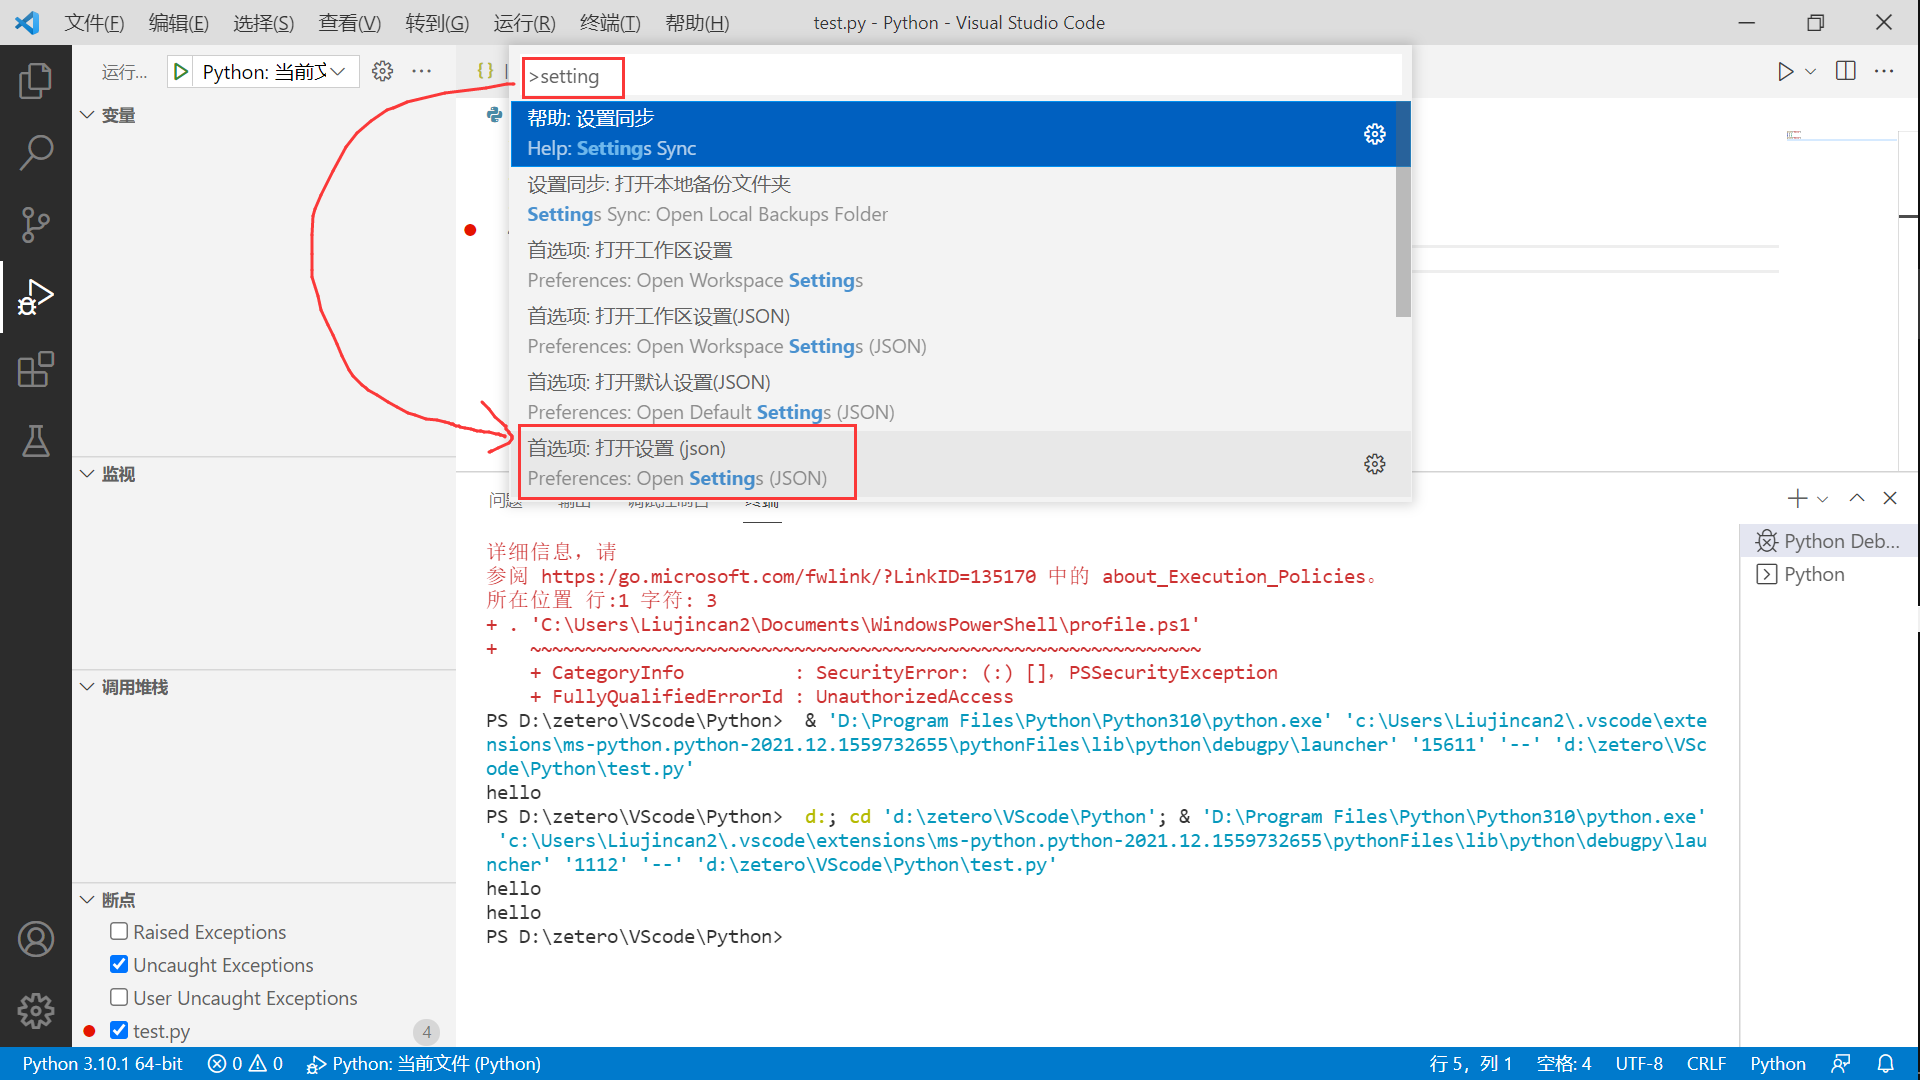 文件(F) 编辑(E) 选择(S) 查看(V) 转到(G) 运行(R) 终端(T) 帮助(H) test.py - Python - Visual Studio Code
运行... Python: 当前文
>setting
变量
帮助: 设置同步
Help: Settings Sync
设置同步: 打开本地备份文件夹
Settings Sync: Open Local Backups Folder
首选项: 打开工作区设置
Preferences: Open Workspace Settings
首选项: 打开工作区设置(JSON)
Preferences: Open Workspace Settings (JSON)
首选项: 打开默认设置(JSON)
Preferences: Open Default Settings (JSON)
首选项: 打开设置 (json)
Preferences: Open Settings (JSON)
监视
调用堆栈
断点
Raised Exceptions
Uncaught Exceptions
User Uncaught Exceptions
test.py 4
问题 输出 调试控制台 终端
详细信息，请
参阅 https:/go.microsoft.com/fwlink/?LinkID=135170 中的 about_Execution_Policies。
所在位置 行:1 字符: 3
+ . 'C:\Users\Liujincan2\Documents\WindowsPowerShell\profile.ps1'
+   ~~~~~~~~~~~~~~~~~~~~~~~~~~~~~~~~~~~~~~~~~~~~~~~~~~~~~~~~~~~~~
+ CategoryInfo          : SecurityError: (:) []，PSSecurityException
+ FullyQualifiedErrorId : UnauthorizedAccess
PS D:\zetero\VScode\Python>  & 'D:\Program Files\Python\Python310\python.exe' 'c:\Users\Liujincan2\.vscode\exte
nsions\ms-python.python-2021.12.1559732655\pythonFiles\lib\python\debugpy\launcher' '15611' '--' 'd:\zetero\VSc
ode\Python\test.py'
hello
PS D:\zetero\VScode\Python>  d:; cd 'd:\zetero\VScode\Python'; & 'D:\Program Files\Python\Python310\python.exe'
'c:\Users\Liujincan2\.vscode\extensions\ms-python.python-2021.12.1559732655\pythonFiles\lib\python\debugpy\lau
ncher' '1112' '--' 'd:\zetero\VScode\Python\test.py'
hello
hello
PS D:\zetero\VScode\Python>
Python Deb...
Python
Python 3.10.1 64-bit 0 0 Python: 当前文件 (Python) 行 5，列 1 空格: 4 UTF-8 CRLF Python